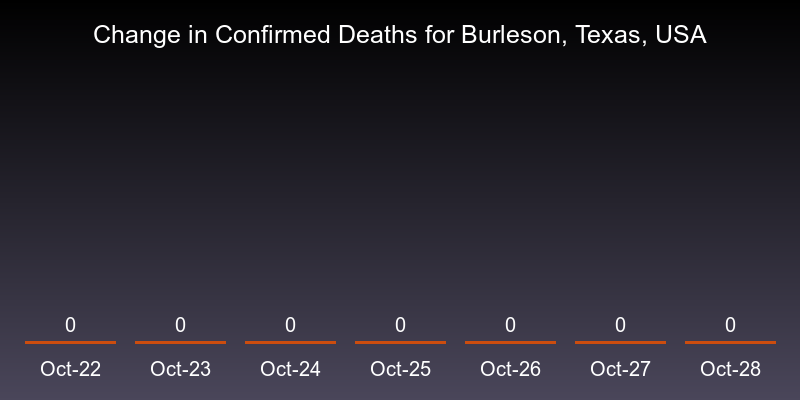 Change in Confirmed Deaths for Burleson, Texas, USA
0 0 0 0 0 0 0
Oct-22 Oct-23 Oct-24 Oct-25 Oct-26 Oct-27 Oct-28